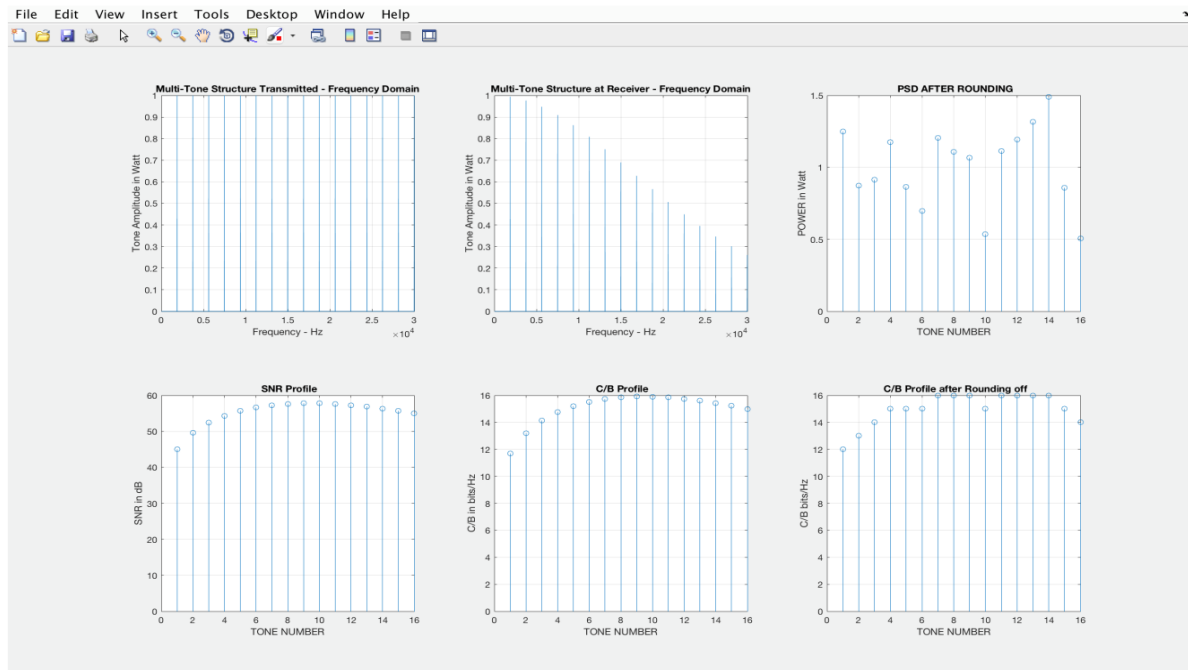 File Edit View Insert Tools Desktop Window Help
Multi-Tone Structure Transmitted - Frequency Domain
Tone Amplitude in Watt
1
0.9
0.8
0.7
0.6
0.5
0.4
0.3
0.2
0.1
0
0 0.5 1 1.5 2 2.5 3
Frequency - Hz
×10⁴
Multi-Tone Structure at Receiver - Frequency Domain
Tone Amplitude in Watt
1
0.9
0.8
0.7
0.6
0.5
0.4
0.3
0.2
0.1
0
0 0.5 1 1.5 2 2.5 3
Frequency - Hz
×10⁴
PSD AFTER ROUNDING
POWER in Watt
1.5
1
0.5
0
0 2 4 6 8 10 12 14 16
TONE NUMBER
SNR Profile
SNR in dB
60
50
40
30
20
10
0
0 2 4 6 8 10 12 14 16
TONE NUMBER
C/B Profile
C/B in bits/Hz
16
14
12
10
8
6
4
2
0
0 2 4 6 8 10 12 14 16
TONE NUMBER
C/B Profile after Rounding off
C/B bits/Hz
16
14
12
10
8
6
4
2
0
0 2 4 6 8 10 12 14 16
TONE NUMBER